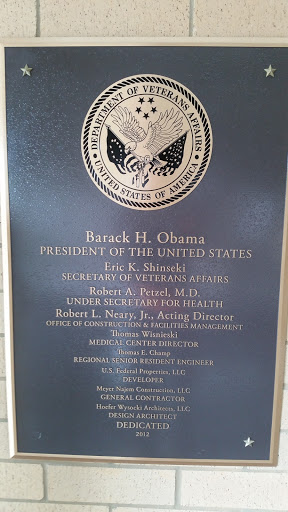 DEPARTMENT OF VETERANS AFFAIRS
UNITED STATES OF AMERICA
Barack H. Obama
PRESIDENT OF THE UNITED STATES
Eric K. Shinseki
SECRETARY OF VETERANS AFFAIRS
Robert A. Petzel, M.D.
UNDER SECRETARY FOR HEALTH
Robert L. Neary, Jr., Acting Director
OFFICE OF CONSTRUCTION & FACILITIES MANAGEMENT
Thomas Wisnieski
MEDICAL CENTER DIRECTOR
Thomas E. Champ
REGIONAL SENIOR RESIDENT ENGINEER
U.S. Federal Properties, LLC
DEVELOPER
Meyer Najem Construction, LLC
GENERAL CONTRACTOR
Hoefer Wysocki Architects, LLC
DESIGN ARCHITECT
DEDICATED
2012